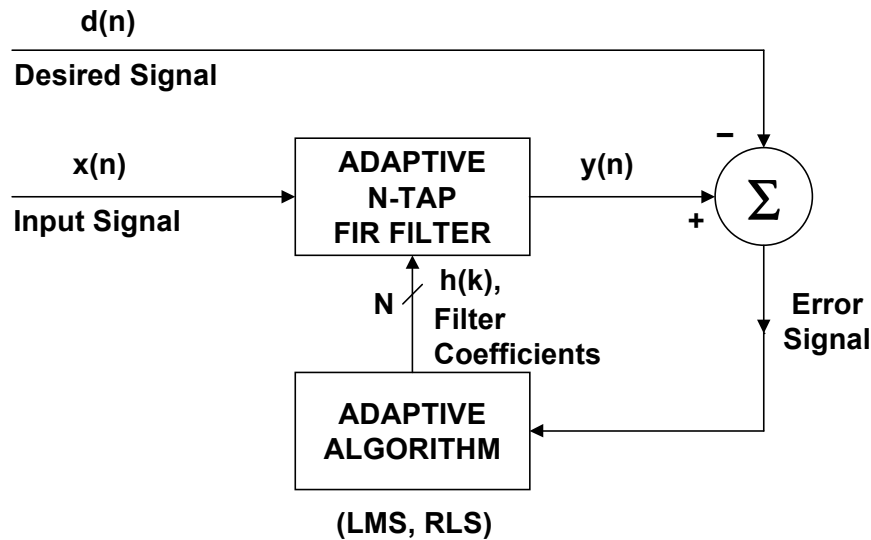 d(n)
Desired Signal
−
x(n)
Input Signal
ADAPTIVE
N-TAP
FIR FILTER
y(n)
+
Σ
N
h(k),
Filter
Coefficients
Error
Signal
ADAPTIVE
ALGORITHM
(LMS, RLS)